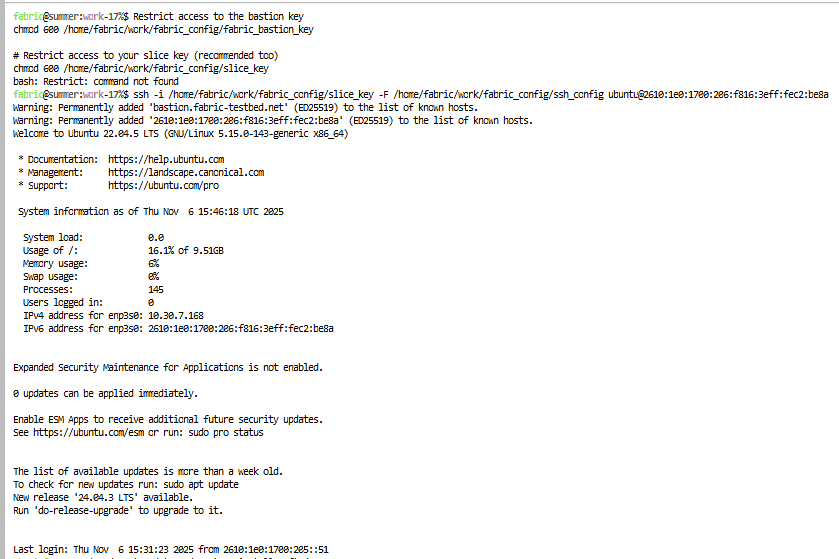 fabric@summer:work-17%$ Restrict access to the bastion key
chmod 600 /home/fabric/work/fabric_config/fabric_bastion_key
# Restrict access to your slice key (recommended too)
chmod 600 /home/fabric/work/fabric_config/slice_key
bash: Restrict: command not found
fabric@summer:work-17%$ ssh -i /home/fabric/work/fabric_config/slice_key -F /home/fabric/work/fabric_config/ssh_config ubuntu@2610:1e0:1700:206:f816:3eff:fec2:be8a
Warning: Permanently added 'bastion.fabric-testbed.net' (ED25519) to the list of known hosts.
Warning: Permanently added '2610:1e0:1700:206:f816:3eff:fec2:be8a' (ED25519) to the list of known hosts.
Welcome to Ubuntu 22.04.5 LTS (GNU/Linux 5.15.0-143-generic x86_64)
* Documentation: https://help.ubuntu.com
* Management: https://landscape.canonical.com
* Support: https://ubuntu.com/pro
System information as of Thu Nov 6 15:46:18 UTC 2025
System load: 0.0
Usage of /: 16.1% of 9.51GB
Memory usage: 6%
Swap usage: 0%
Processes: 145
Users logged in: 0
IPv4 address for enp3s0: 10.30.7.168
IPv6 address for enp3s0: 2610:1e0:1700:206:f816:3eff:fec2:be8a
Expanded Security Maintenance for Applications is not enabled.
0 updates can be applied immediately.
Enable ESM Apps to receive additional future security updates.
See https://ubuntu.com/esm or run: sudo pro status
The list of available updates is more than a week old.
To check for new updates run: sudo apt update
New release '24.04.3 LTS' available.
Run 'do-release-upgrade' to upgrade to it.
Last login: Thu Nov 6 15:31:23 2025 from 2610:1e0:1700:205::51